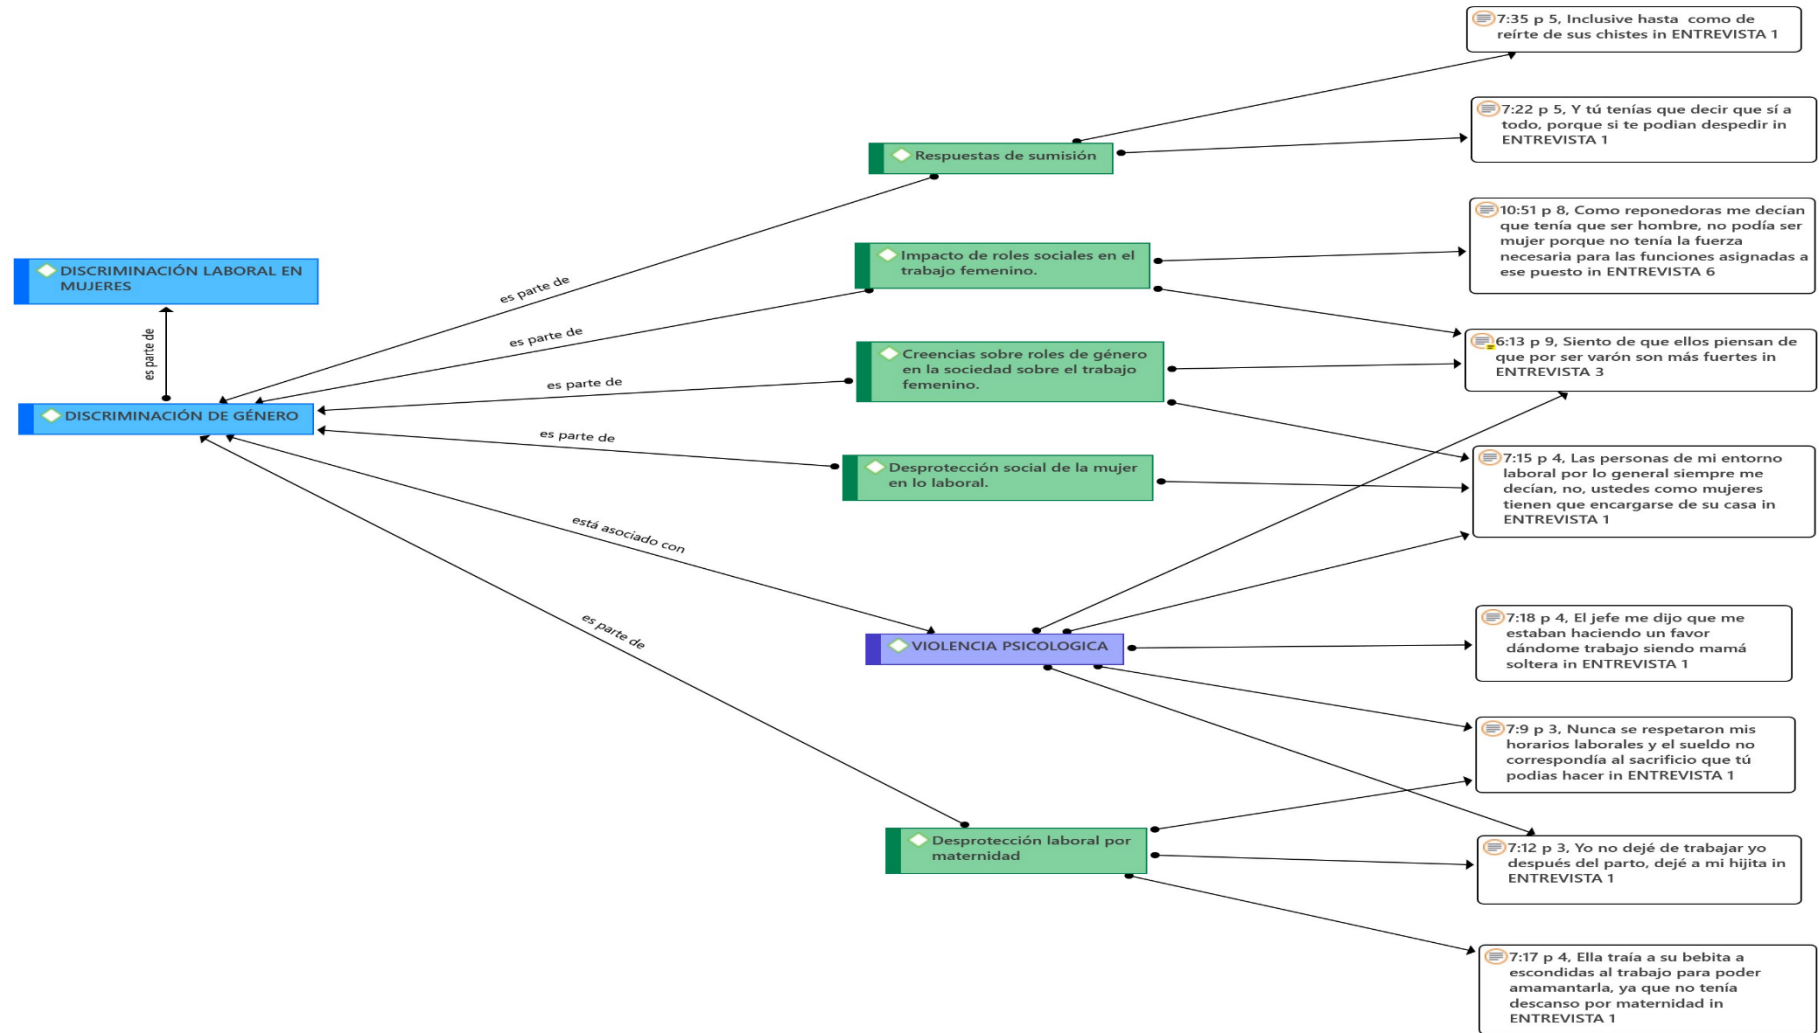 7:35 p 5, Inclusive hasta como de
reírte de sus chistes in ENTREVISTA 1
7:22 p 5, Y tú tenías que decir que sí a
todo, porque si te podian despedir in
ENTREVISTA 1
Respuestas de sumisión
10:51 p 8, Como reponedoras me decían
que tenía que ser hombre, no podía ser
mujer porque no tenía la fuerza
necesaria para las funciones asignadas a
ese puesto in ENTREVISTA 6
Impacto de roles sociales en el
trabajo femenino.
DISCRIMINACIÓN LABORAL EN
MUJERES
es parte de
es parte de
es parte de
6:13 p 9, Siento de que ellos piensan de
que por ser varón son más fuertes in
ENTREVISTA 3
Creencias sobre roles de género
en la sociedad sobre el trabajo
femenino.
es parte de
DISCRIMINACIÓN DE GÉNERO
es parte de
Desprotección social de la mujer
en lo laboral.
7:15 p 4, Las personas de mi entorno
laboral por lo general siempre me
decían, no, ustedes como mujeres
tienen que encargarse de su casa in
ENTREVISTA 1
está asociado con
es parte de
VIOLENCIA PSICOLOGICA
7:18 p 4, El jefe me dijo que me
estaban haciendo un favor
dándome trabajo siendo mamá
soltera in ENTREVISTA 1
7:9 p 3, Nunca se respetaron mis
horarios laborales y el sueldo no
correspondía al sacrificio que tú
podias hacer in ENTREVISTA 1
Desprotección laboral por
maternidad
7:12 p 3, Yo no dejé de trabajar yo
después del parto, dejé a mi hijita in
ENTREVISTA 1
7:17 p 4, Ella traía a su bebita a
escondidas al trabajo para poder
amamantarla, ya que no tenía
descanso por maternidad in
ENTREVISTA 1